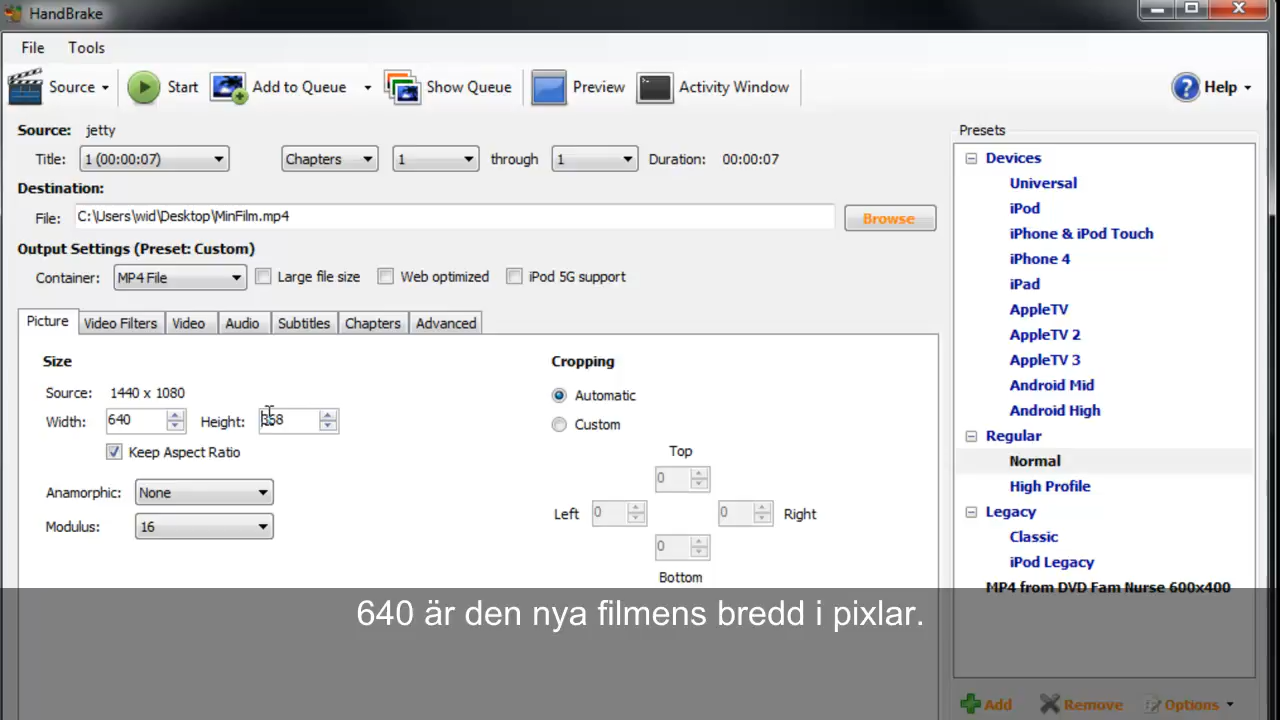 HandBrake
File Tools
Source Start Add to Queue Show Queue Preview Activity Window Help
Source: jetty
Title: 1 (00:00:07) Chapters 1 through 1 Duration: 00:00:07
Destination:
File: C:\Users\wid\Desktop\MinFilm.mp4 Browse
Output Settings (Preset: Custom)
Container: MP4 File Large file size Web optimized iPod 5G support
Picture Video Filters Video Audio Subtitles Chapters Advanced
Size
Source: 1440 x 1080
Width: 640 Height: 368
Keep Aspect Ratio
Anamorphic: None
Modulus: 16
Cropping
Automatic
Custom
Top
0
Left 0 0 Right
0
Bottom
Presets
Devices
Universal
iPod
iPhone & iPod Touch
iPhone 4
iPad
AppleTV
AppleTV 2
AppleTV 3
Android Mid
Android High
Regular
Normal
High Profile
Legacy
Classic
iPod Legacy
MP4 from DVD Fam Nurse 600x400
Add Remove Options
640 är den nya filmens bredd i pixlar.